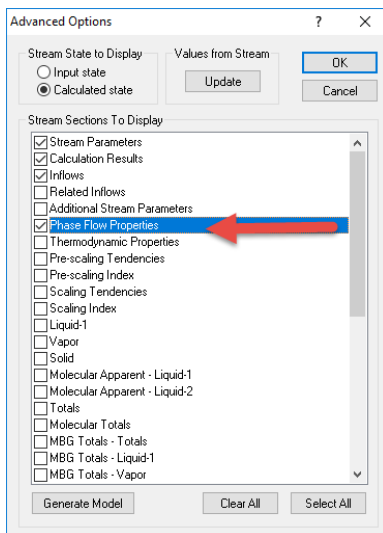 Advanced Options ? ×
Stream State to Display
Input state
Calculated state
Values from Stream
Update
OK
Cancel
Stream Sections To Display
Stream Parameters
Calculation Results
Inflows
Related Inflows
Additional Stream Parameters
Phase Flow Properties
Thermodynamic Properties
Pre-scaling Tendencies
Pre-scaling Index
Scaling Tendencies
Scaling Index
Liquid-1
Vapor
Solid
Molecular Apparent - Liquid-1
Molecular Apparent - Liquid-2
Totals
Molecular Totals
MBG Totals - Totals
MBG Totals - Liquid-1
MBG Totals - Vapor
Generate Model Clear All Select All